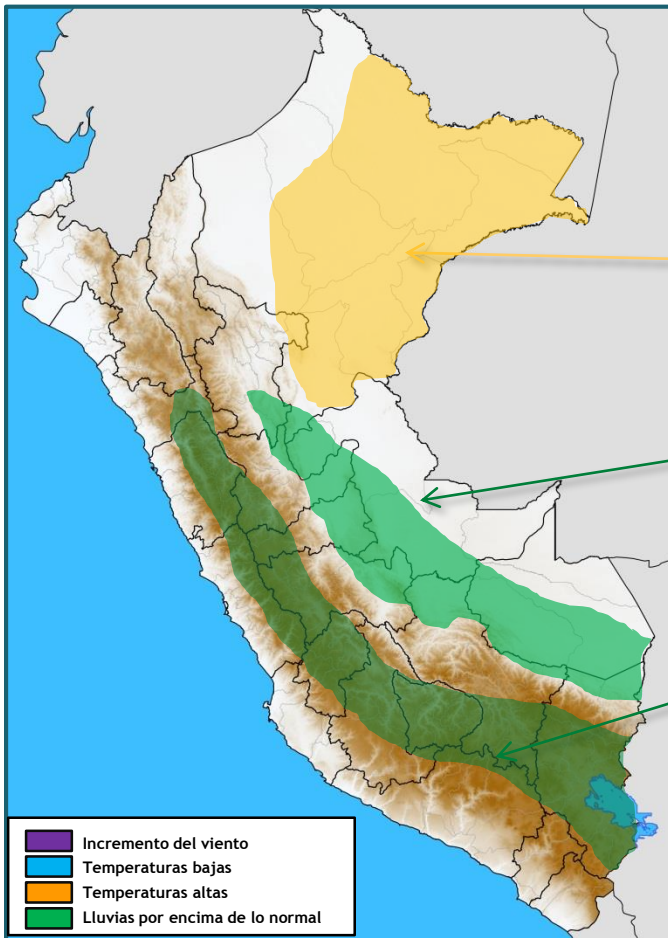 Incremento del viento
Temperaturas bajas
Temperaturas altas
Lluvias por encima de lo normal